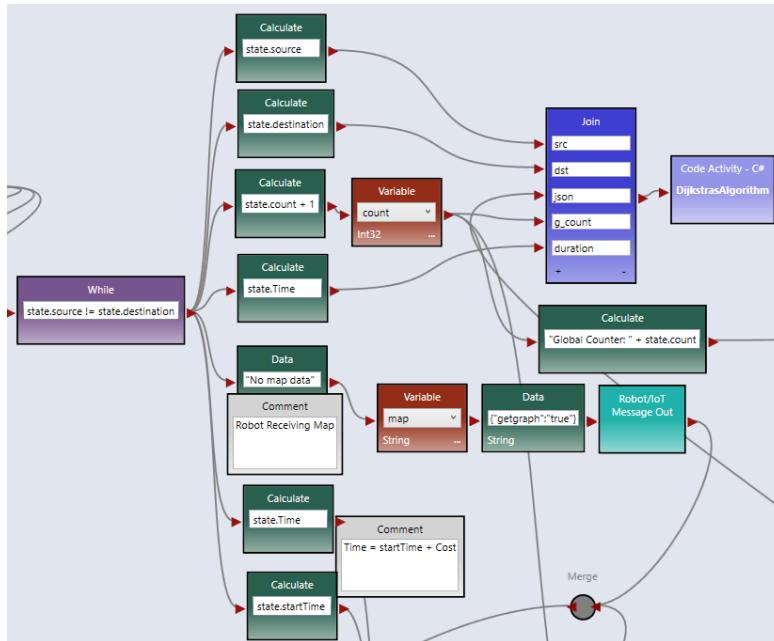 Calculate
state.source
Calculate
state.destination
Calculate
state.count + 1
Variable
count
Int32
...
Calculate
state.Time
While
state.source != state.destination
Join
src
dst
json
g_count
duration
+
-
Code Activity - C#
DijkstrasAlgorithm
Calculate
"Global Counter: " + state.count
Data
"No map data"
Comment
Robot Receiving Map
Variable
map
String
...
Data
{"getgraph":"true"}
String
Robot/IoT
Message Out
Calculate
state.Time
Comment
Time = startTime + Cost
Calculate
state.startTime
Merge